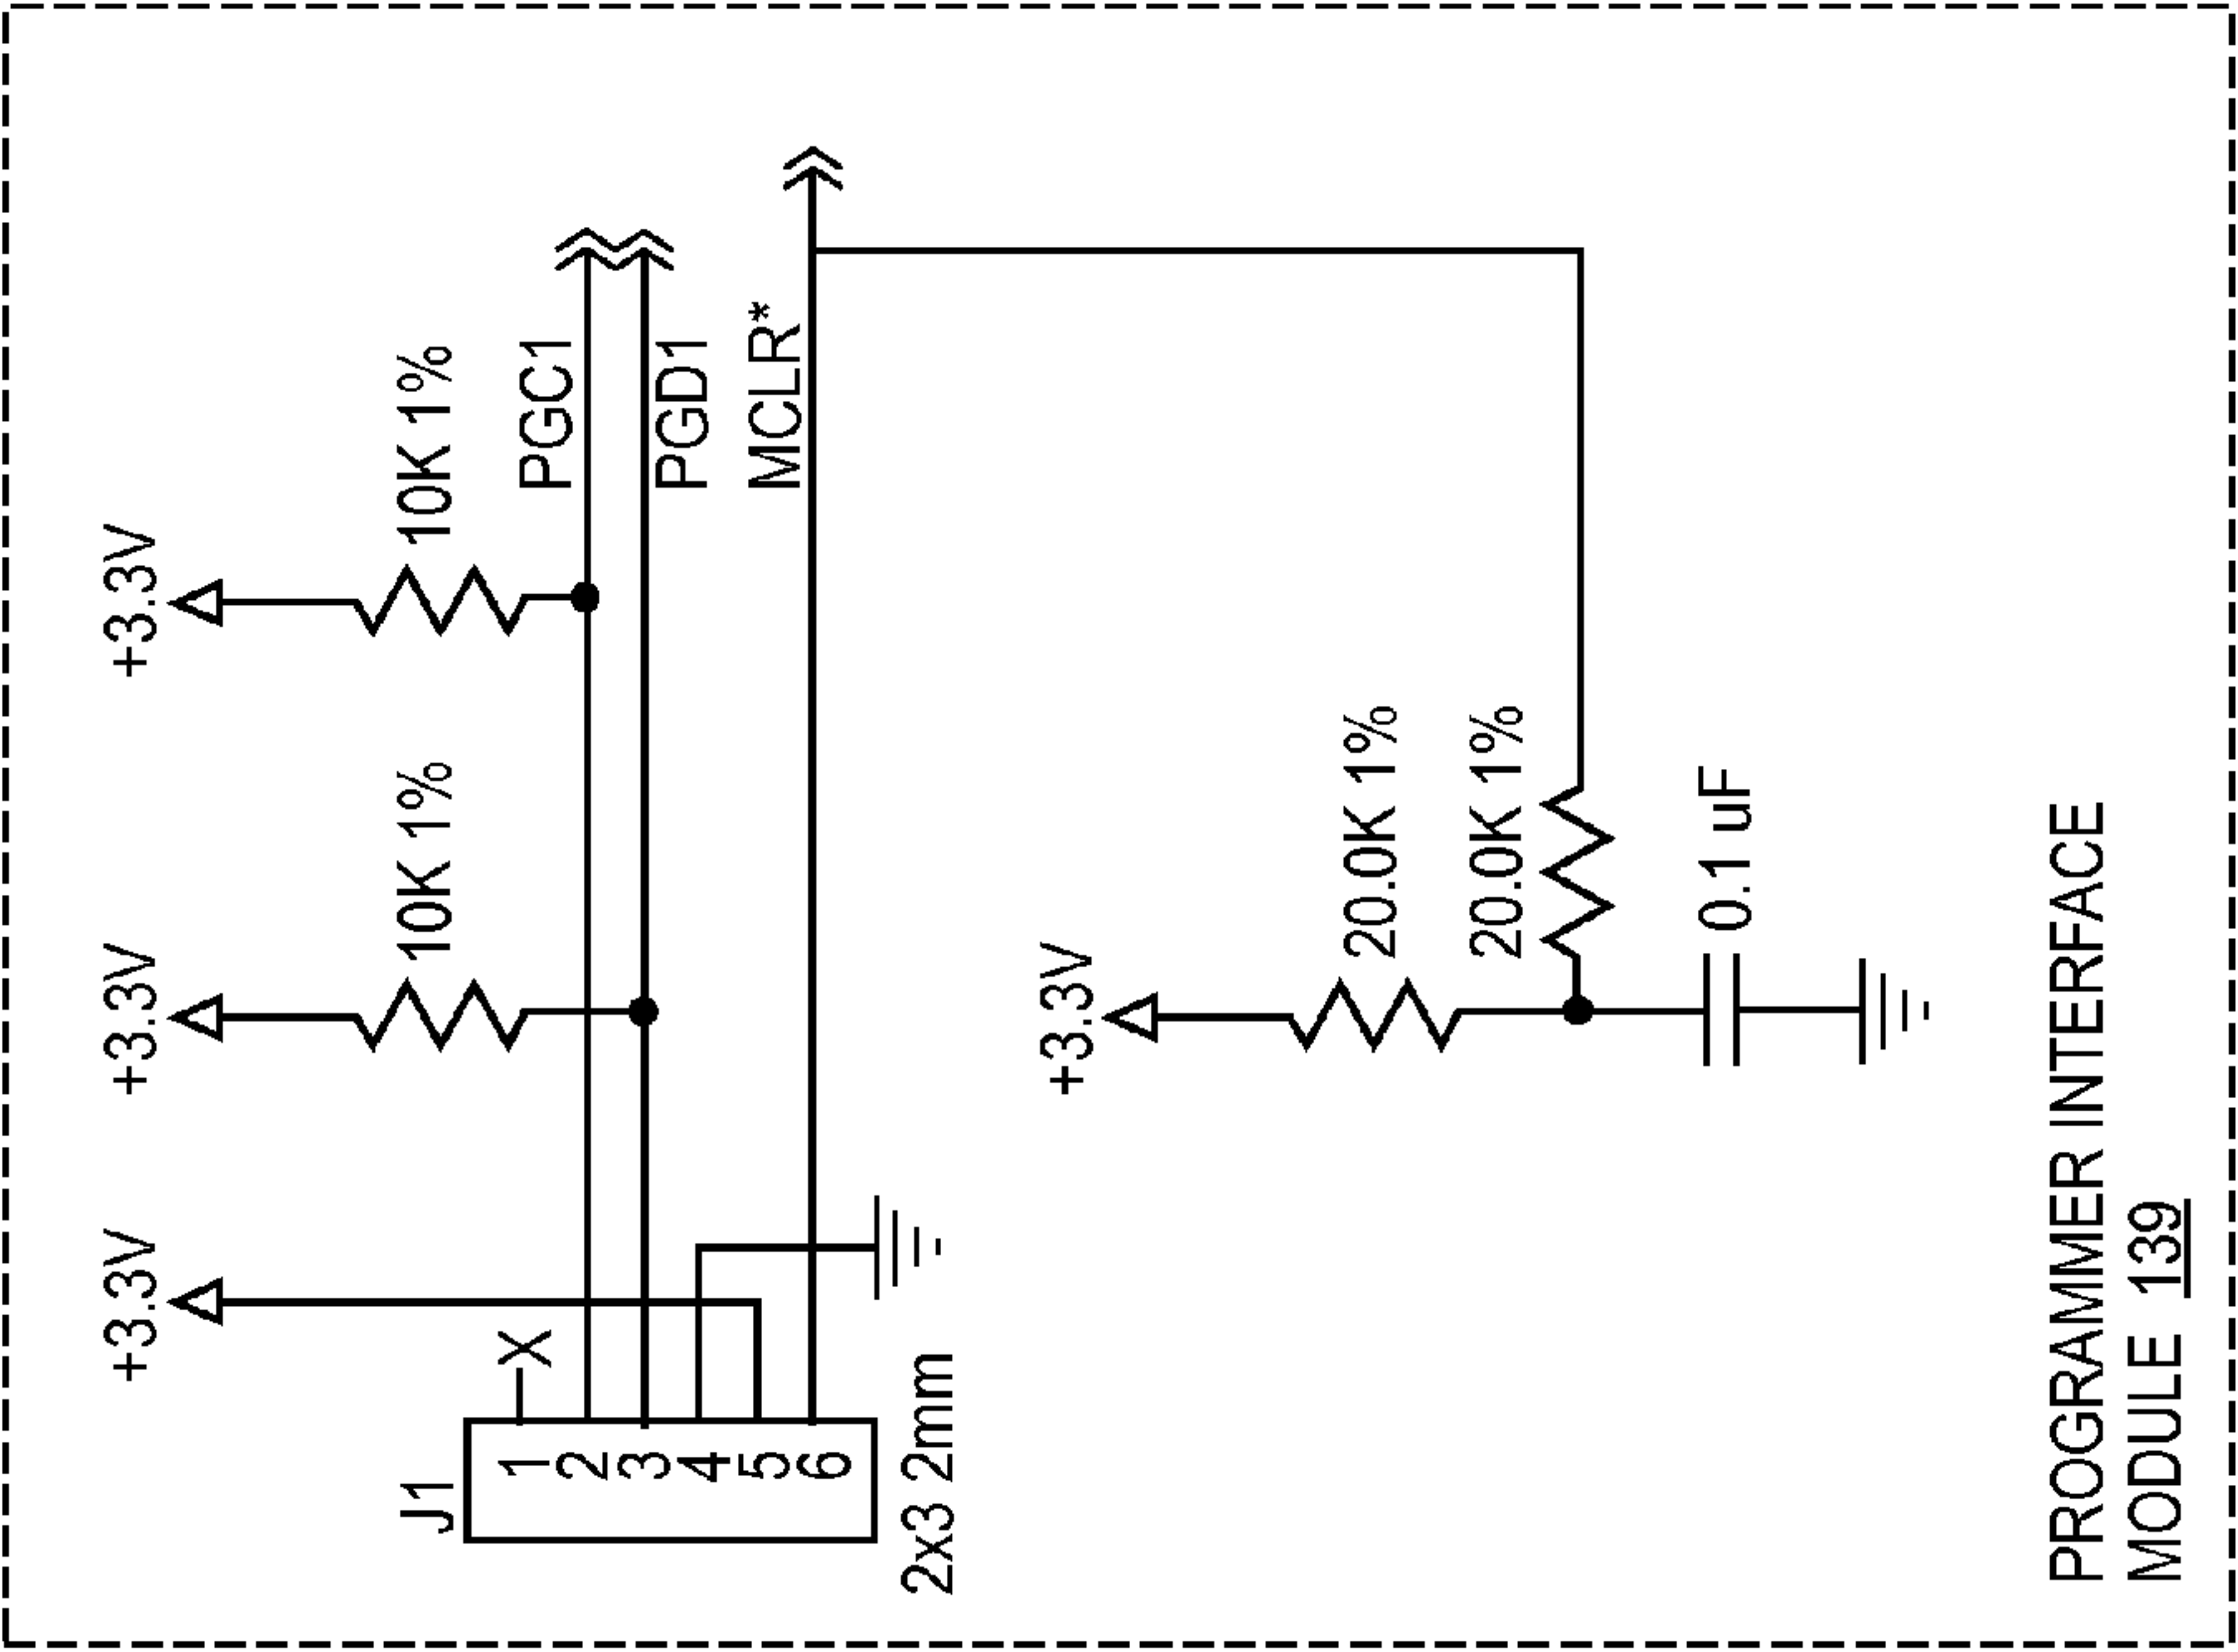 +3.3V
+3.3V
+3.3V
10K 1%
10K 1%
J1
1
2
3
4
5
6
X
2x3 2mm
PGC1
PGD1
MCLR*
+3.3V
20.0K 1%
20.0K 1%
0.1 uF
PROGRAMMER INTERFACE
MODULE 139